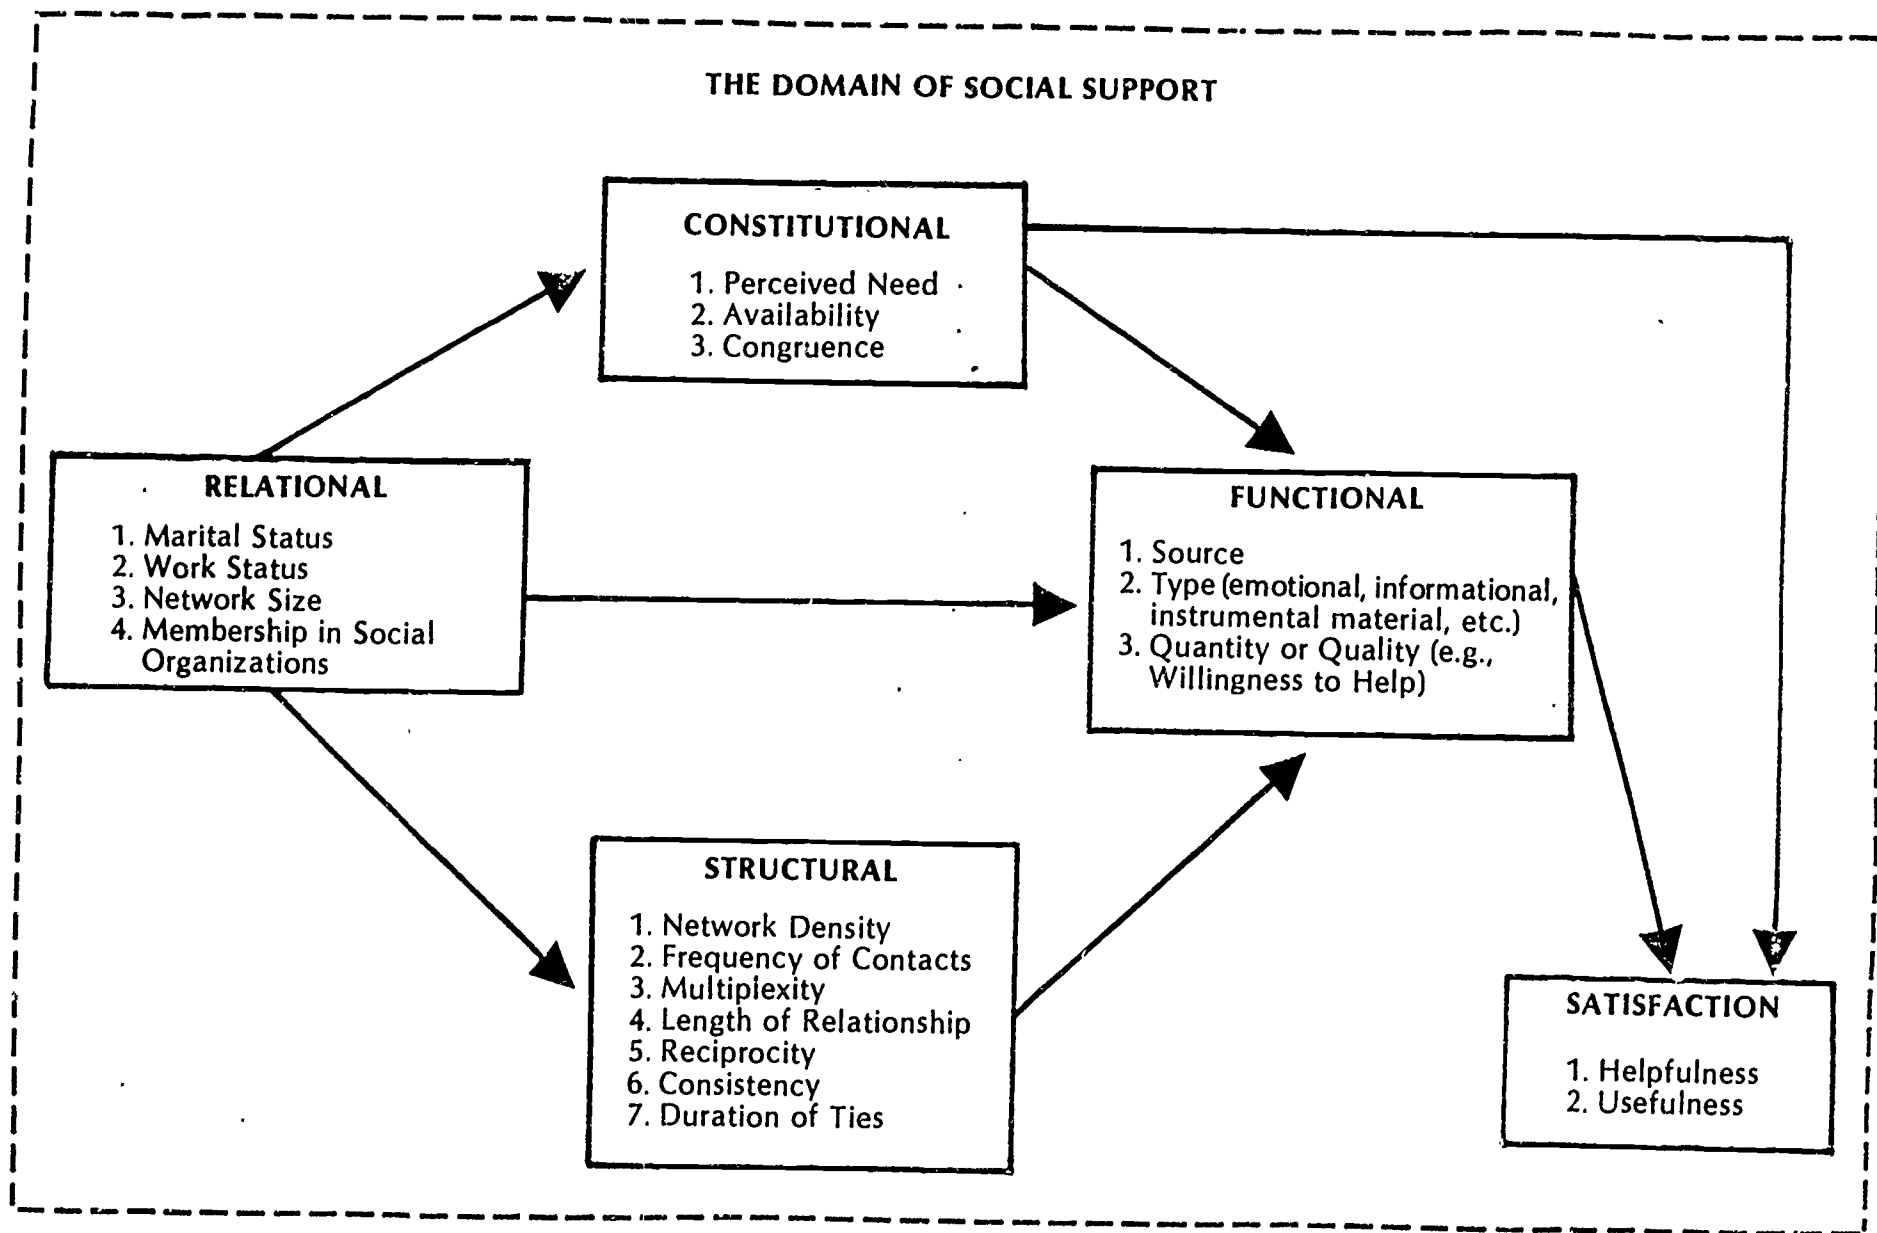 THE DOMAIN OF SOCIAL SUPPORT
CONSTITUTIONAL
1. Perceived Need
2. Availability
3. Congruence
RELATIONAL
1. Marital Status
2. Work Status
3. Network Size
4. Membership in Social
Organizations
FUNCTIONAL
1. Source
2. Type (emotional, informational,
instrumental material, etc.)
3. Quantity or Quality (e.g.,
Willingness to Help)
STRUCTURAL
1. Network Density
2. Frequency of Contacts
3. Multiplexity
4. Length of Relationship
5. Reciprocity
6. Consistency
7. Duration of Ties
SATISFACTION
1. Helpfulness
2. Usefulness